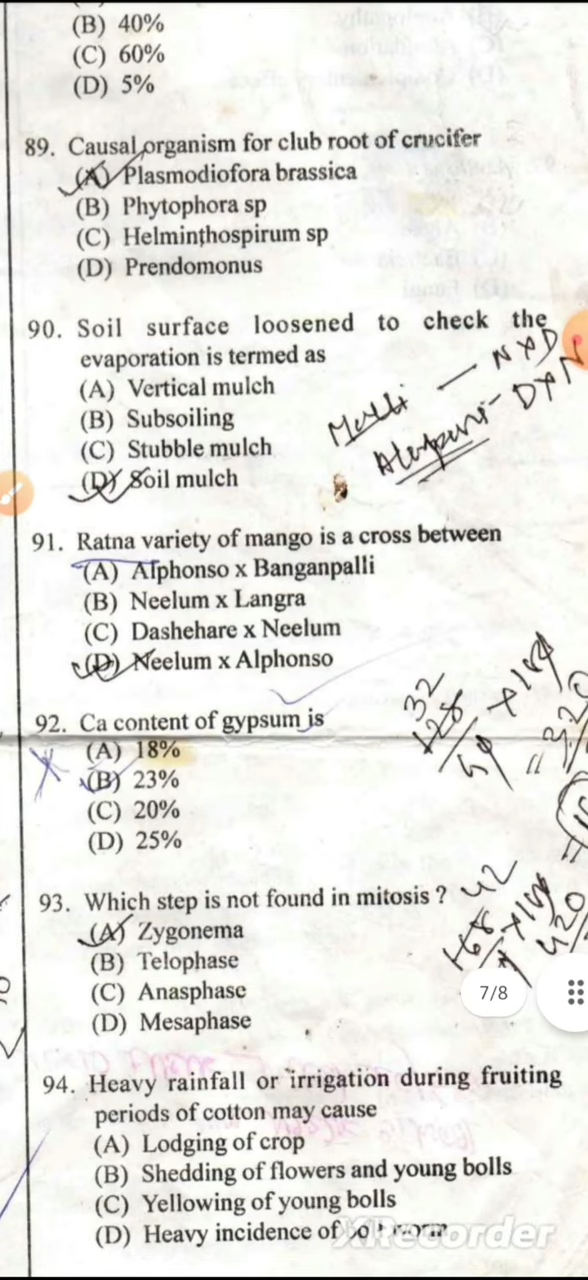 (B) 40%
(C) 60%
(D) 5%
89. Causal organism for club root of crucifer
(A) Plasmodiofora brassica
(B) Phytophora sp
(C) Helminthospirum sp
(D) Prendomonus
90. Soil surface loosened to check the
evaporation is termed as
(A) Vertical mulch
(B) Subsoiling
(C) Stubble mulch
(D) Soil mulch
91. Ratna variety of mango is a cross between
(A) Alphonso x Banganpalli
(B) Neelum x Langra
(C) Dashehare x Neelum
(D) Neelum x Alphonso
92. Ca content of gypsum is
(A) 18%
(B) 23%
(C) 20%
(D) 25%
93. Which step is not found in mitosis ?
(A) Zygonema
(B) Telophase
(C) Anasphase
(D) Mesaphase
7/8
94. Heavy rainfall or irrigation during fruiting
periods of cotton may cause
(A) Lodging of crop
(B) Shedding of flowers and young bolls
(C) Yellowing of young bolls
(D) Heavy incidence of
XRecorder